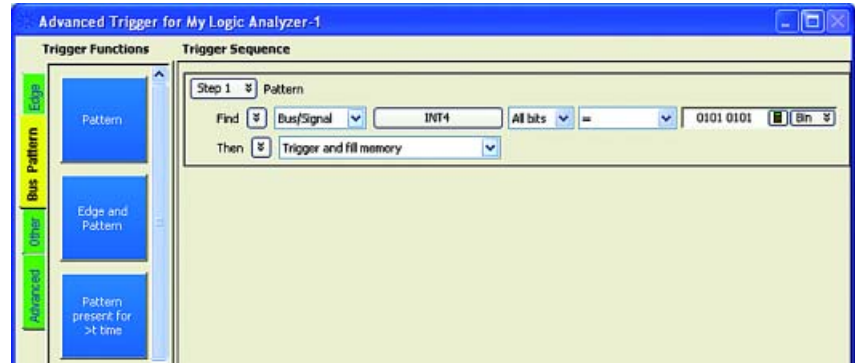 Advanced Trigger for My Logic Analyzer-1
Trigger Functions
Trigger Sequence
Edge
Bus Pattern
Other
Advanced
Pattern
Edge and
Pattern
Pattern
present for
>t time
Step 1 Pattern
Find Bus/Signal INT4 All bits = 0101 0101 Bin
Then Trigger and fill memory